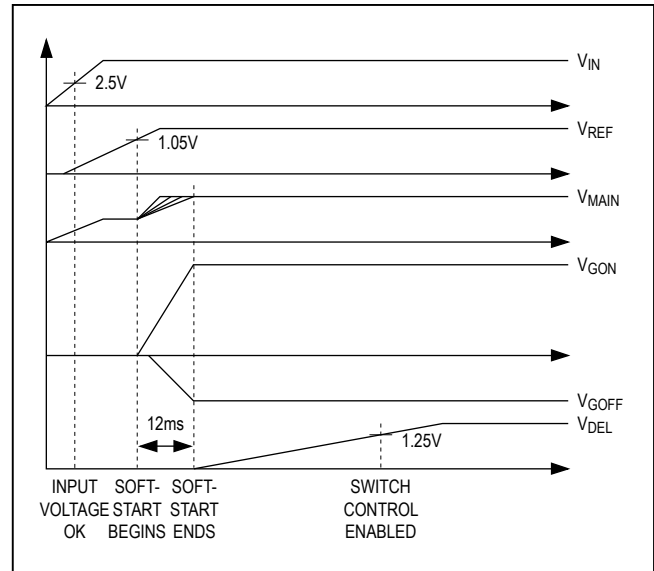 VIN
2.5V
VREF
1.05V
VMAIN
VGON
VGOFF
12ms
VDEL
1.25V
INPUT
VOLTAGE
OK
SOFT-
START
BEGINS
SOFT-
START
ENDS
SWITCH
CONTROL
ENABLED